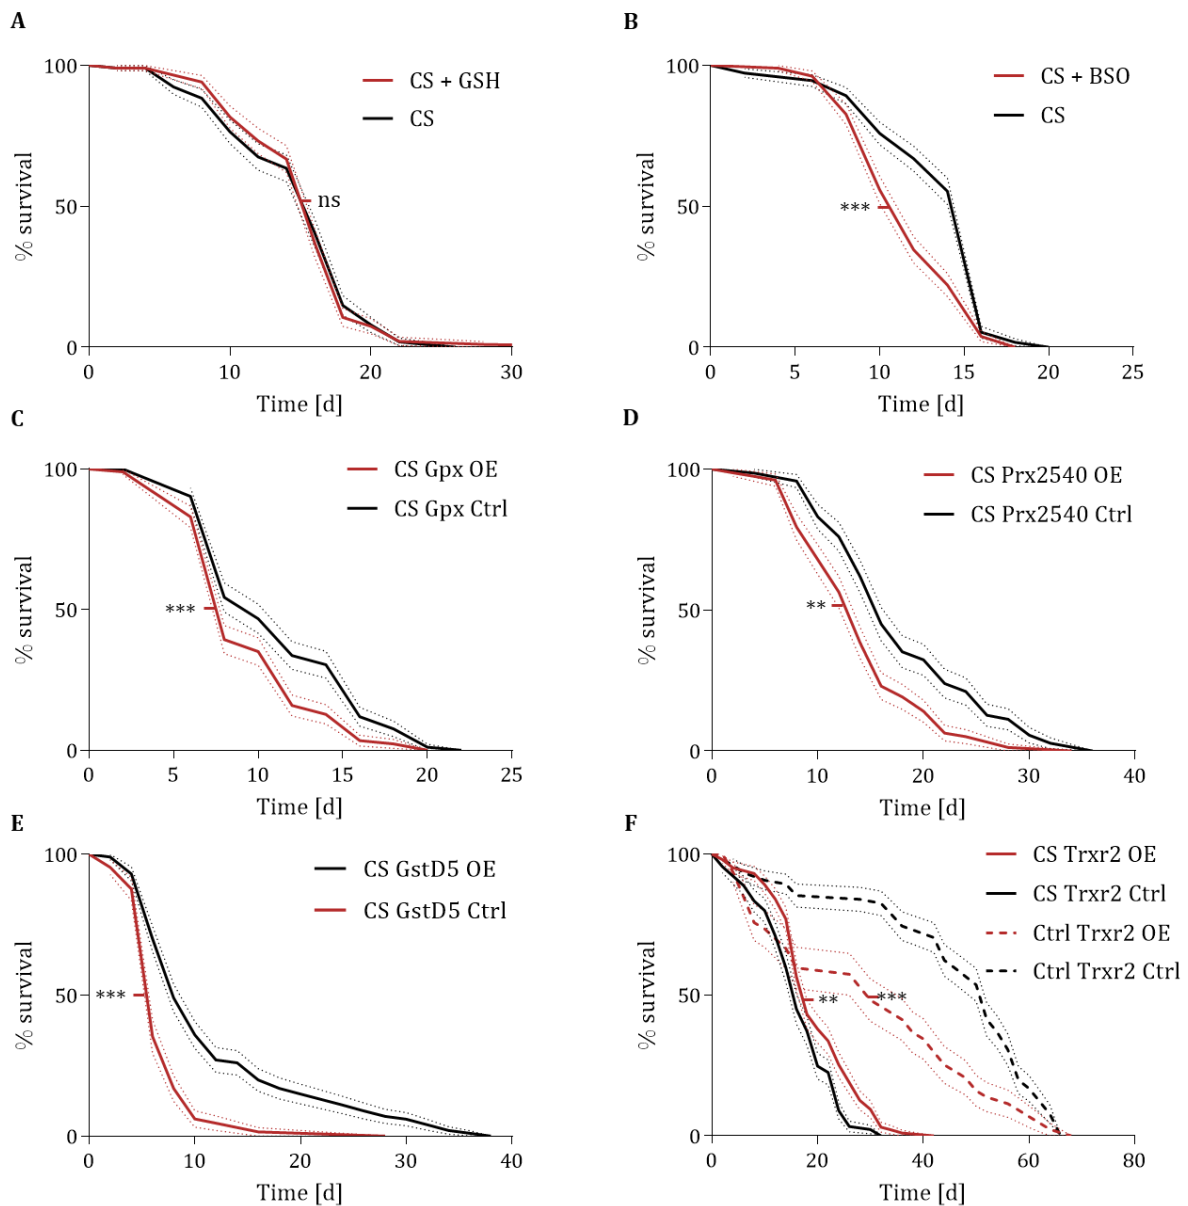 A
B
100
50
0
% survival
CS + GSH
CS
ns
0 10 20 30
Time [d]
100
50
0
% survival
CS + BSO
CS
***
0 5 10 15 20 25
Time [d]
C
D
100
50
0
% survival
CS Gpx OE
CS Gpx Ctrl
***
0 5 10 15 20 25
Time [d]
100
50
0
% survival
CS Prx2540 OE
CS Prx2540 Ctrl
**
0 10 20 30 40
Time [d]
E
F
100
50
0
% survival
CS GstD5 OE
CS GstD5 Ctrl
***
0 10 20 30 40
Time [d]
100
50
0
% survival
CS Trxr2 OE
CS Trxr2 Ctrl
Ctrl Trxr2 OE
Ctrl Trxr2 Ctrl
** ***
0 20 40 60 80
Time [d]